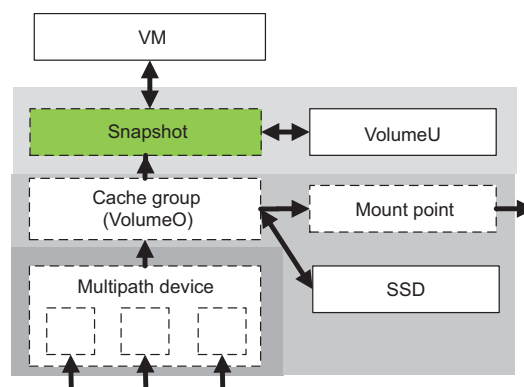 VM
Snapshot
VolumeU
Cache group
(VolumeO)
Mount point
Multipath device
SSD